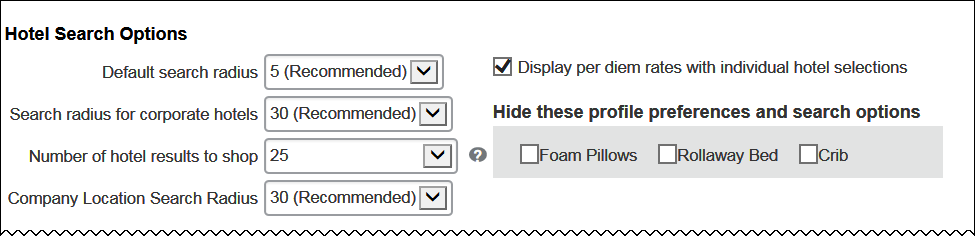 Hotel Search Options
Default search radius 5 (Recommended)
Search radius for corporate hotels 30 (Recommended)
Number of hotel results to shop 25 ?
Company Location Search Radius 30 (Recommended)
Display per diem rates with individual hotel selections
Hide these profile preferences and search options
Foam Pillows Rollaway Bed Crib